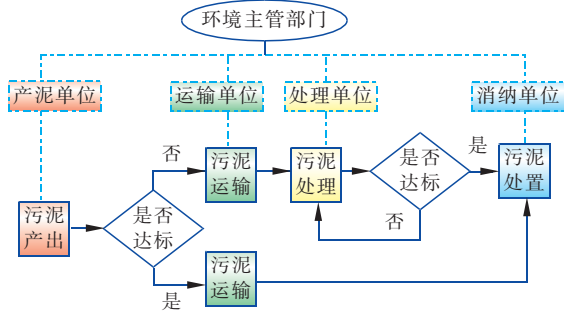 环境主管部门
产泥单位
运输单位
处理单位
消纳单位
否
污泥
运输
污泥
处理
是否
达标
是
污泥
处置
污泥
产出
是否
达标
否
是
污泥
运输